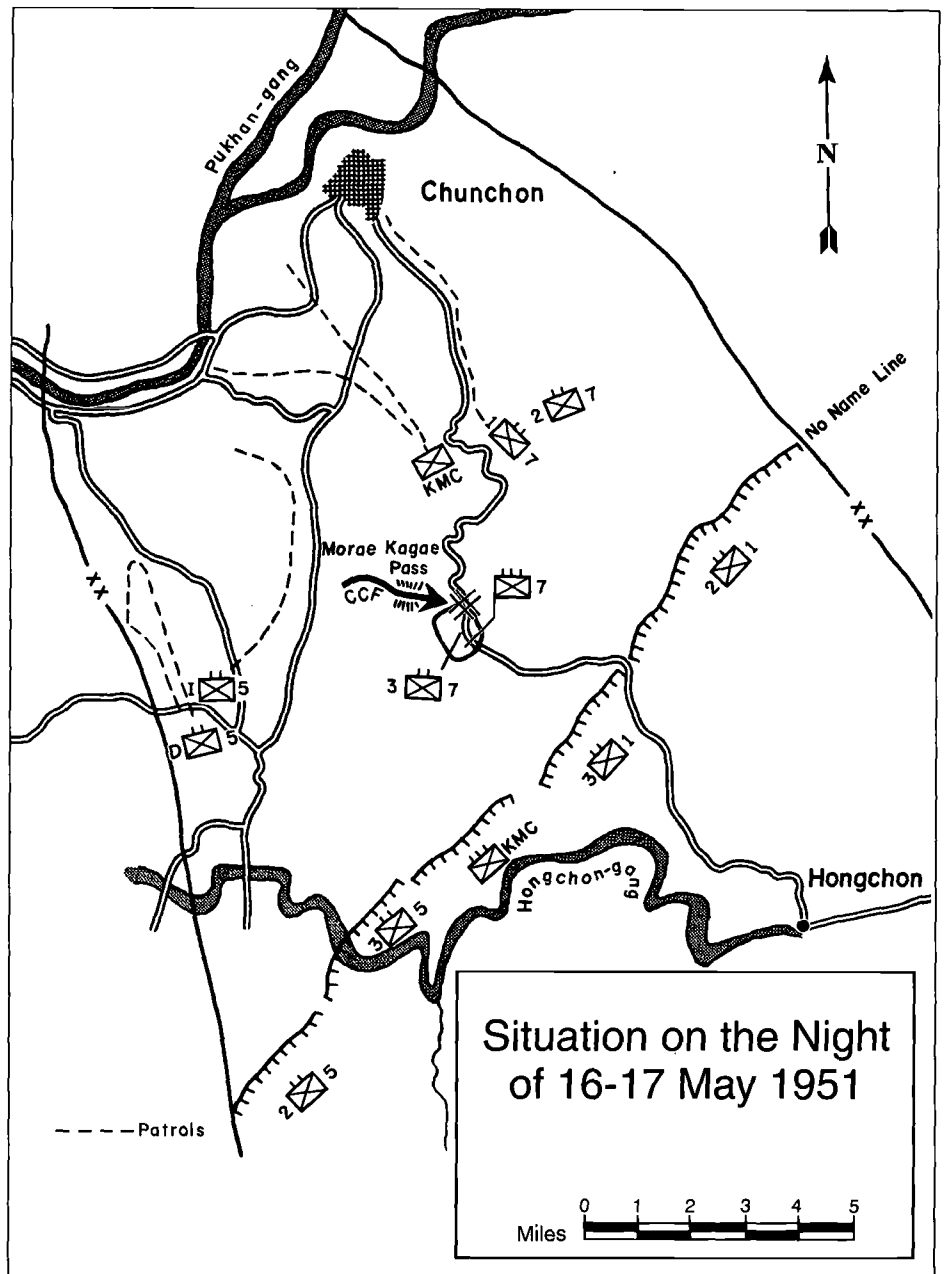 Pukhan-gang
Chunchon
N
No Name Line
2 7
1
7
KMC
XX
2 1
Morae Kagae
Pass
CCF
7
3 7
XX
I 5
D 5
3 1
KMC
Hongchon-gang
Hongchon
3 5
2 5
Patrols
Situation on the Night
of 16-17 May 1951
0 1 2 3 4 5
Miles